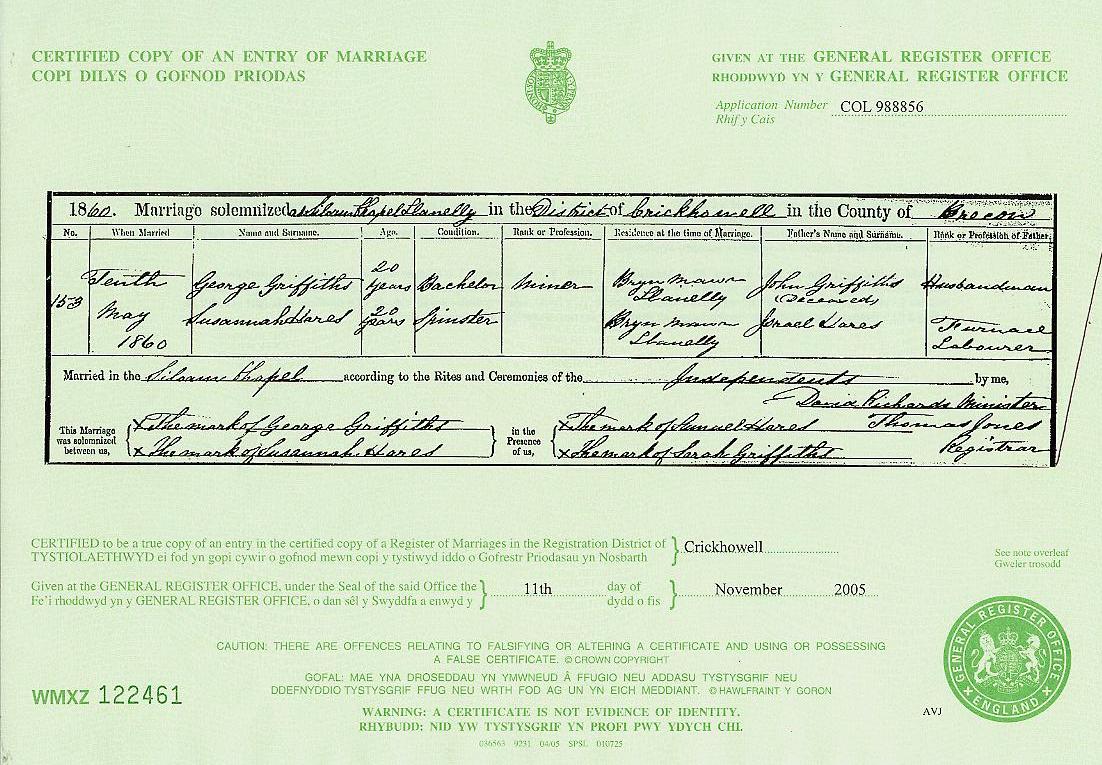 CERTIFIED COPY OF AN ENTRY OF MARRIAGE
COPI DILYS O GOFNOD PRIODAS
GIVEN AT THE GENERAL REGISTER OFFICE
RHODDWYD YN Y GENERAL REGISTER OFFICE
Application Number COL 988856
Rhif y Cais
1860. Marriage solemnized at Siloam Chapel Llanelly in the District of Crickhowell in the County of Brecon
No. When Married Name and Surname. Age. Condition. Rank or Profession. Residence at the time of Marriage. Father's Name and Surname. Rank or Profession of Father.
153 Tenth May 1860
George Griffiths 20 years Bachelor Miner Bryn mawr Llanelly John Griffiths (Deceased) Husbandman
Susannah Hares 20 years Spinster Bryn mawr Llanelly Israel Hares Furnace Labourer
Married in the Siloam Chapel according to the Rites and Ceremonies of the Independents by me,
David Richards Minister
This Marriage was solemnized between us, X The mark of George Griffiths
X The mark of Susannah Hares
in the Presence of us, X The mark of Samuel Hares
X The mark of Sarah Griffiths
Thomas Jones
Registrar
CERTIFIED to be a true copy of an entry in the certified copy of a Register of Marriages in the Registration District of
TYSTIOLAETHWYD ei fod yn gopi cywir o gofnod mewn copi y tystiwyd iddo o Gofrestr Priodasau yn Nosbarth
Crickhowell
See note overleaf
Gweler trosodd
Given at the GENERAL REGISTER OFFICE, under the Seal of the said Office the
Fe'i rhoddwyd yn y GENERAL REGISTER OFFICE, o dan sêl y Swyddfa a enwyd y
11th day of November 2005
dydd o fis
CAUTION: THERE ARE OFFENCES RELATING TO FALSIFYING OR ALTERING A CERTIFICATE AND USING OR POSSESSING
A FALSE CERTIFICATE. © CROWN COPYRIGHT
GOFAL: MAE YNA DROSEDDAU YN YMWNEUD Â FFUGIO NEU ADDASU TYSTYSGRIF NEU
DDEFNYDDIO TYSTYSGRIF FFUG NEU WRTH FOD AG UN YN EICH MEDDIANT. © HAWLFRAINT Y GORON
WARNING: A CERTIFICATE IS NOT EVIDENCE OF IDENTITY.
RHYBUDD: NID YW TYSTYSGRIF YN PROFI PWY YDYCH CHI.
036563 9231 04/05 SPSL 010725
WMXZ 122461
AVJ
GENERAL REGISTER OFFICE
ENGLAND